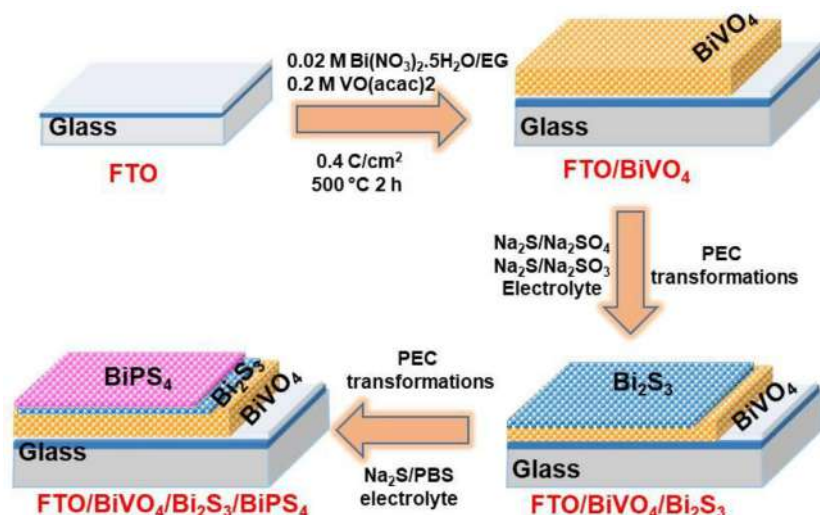 Glass
FTO
0.02 M Bi(NO₃)₂.5H₂O/EG
0.2 M VO(acac)2
0.4 C/cm²
500 °C 2 h
BiVO₄
Glass
FTO/BiVO₄
Na₂S/Na₂SO₄
Na₂S/Na₂SO₃
Electrolyte
PEC
transformations
Bi₂S₃
BiVO₄
Glass
FTO/BiVO₄/Bi₂S₃
PEC
transformations
Na₂S/PBS
electrolyte
BiPS₄
Bi₂S₃
BiVO₄
Glass
FTO/BiVO₄/Bi₂S₃/BiPS₄